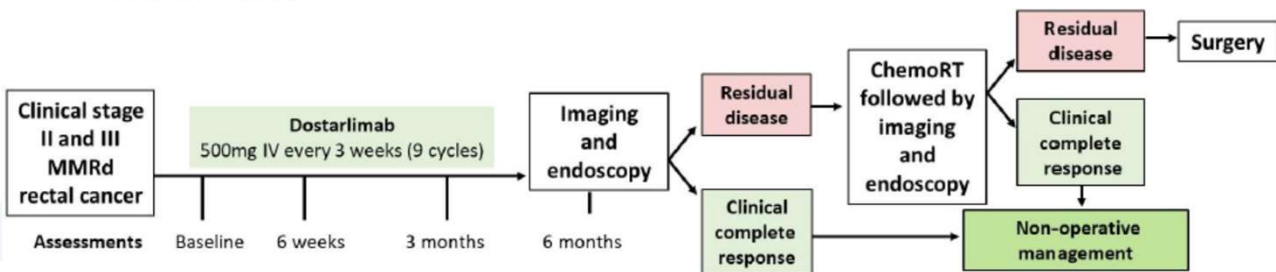 Clinical stage
II and III
MMRd
rectal cancer
Dostarlimab
500mg IV every 3 weeks (9 cycles)
Assessments
Baseline
6 weeks
3 months
6 months
Imaging
and
endoscopy
Residual
disease
Clinical
complete
response
ChemoRT
followed by
imaging
and
endoscopy
Residual
disease
Surgery
Clinical
complete
response
Non-operative
management